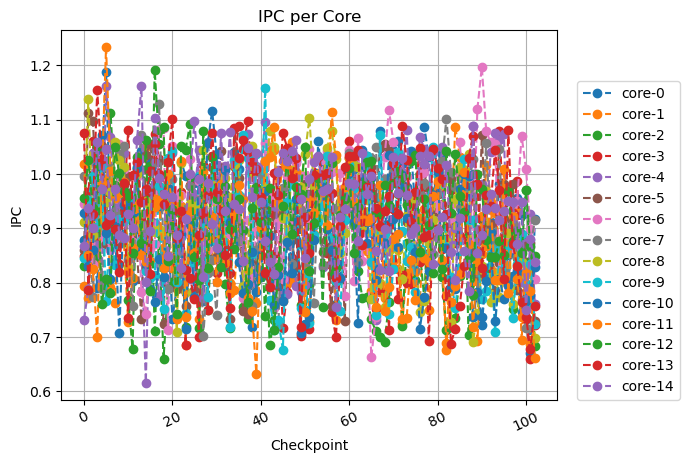 IPC per Core
IPC
1.2
1.1
1.0
0.9
0.8
0.7
0.6
0
20
40
60
80
100
Checkpoint
core-0
core-1
core-2
core-3
core-4
core-5
core-6
core-7
core-8
core-9
core-10
core-11
core-12
core-13
core-14